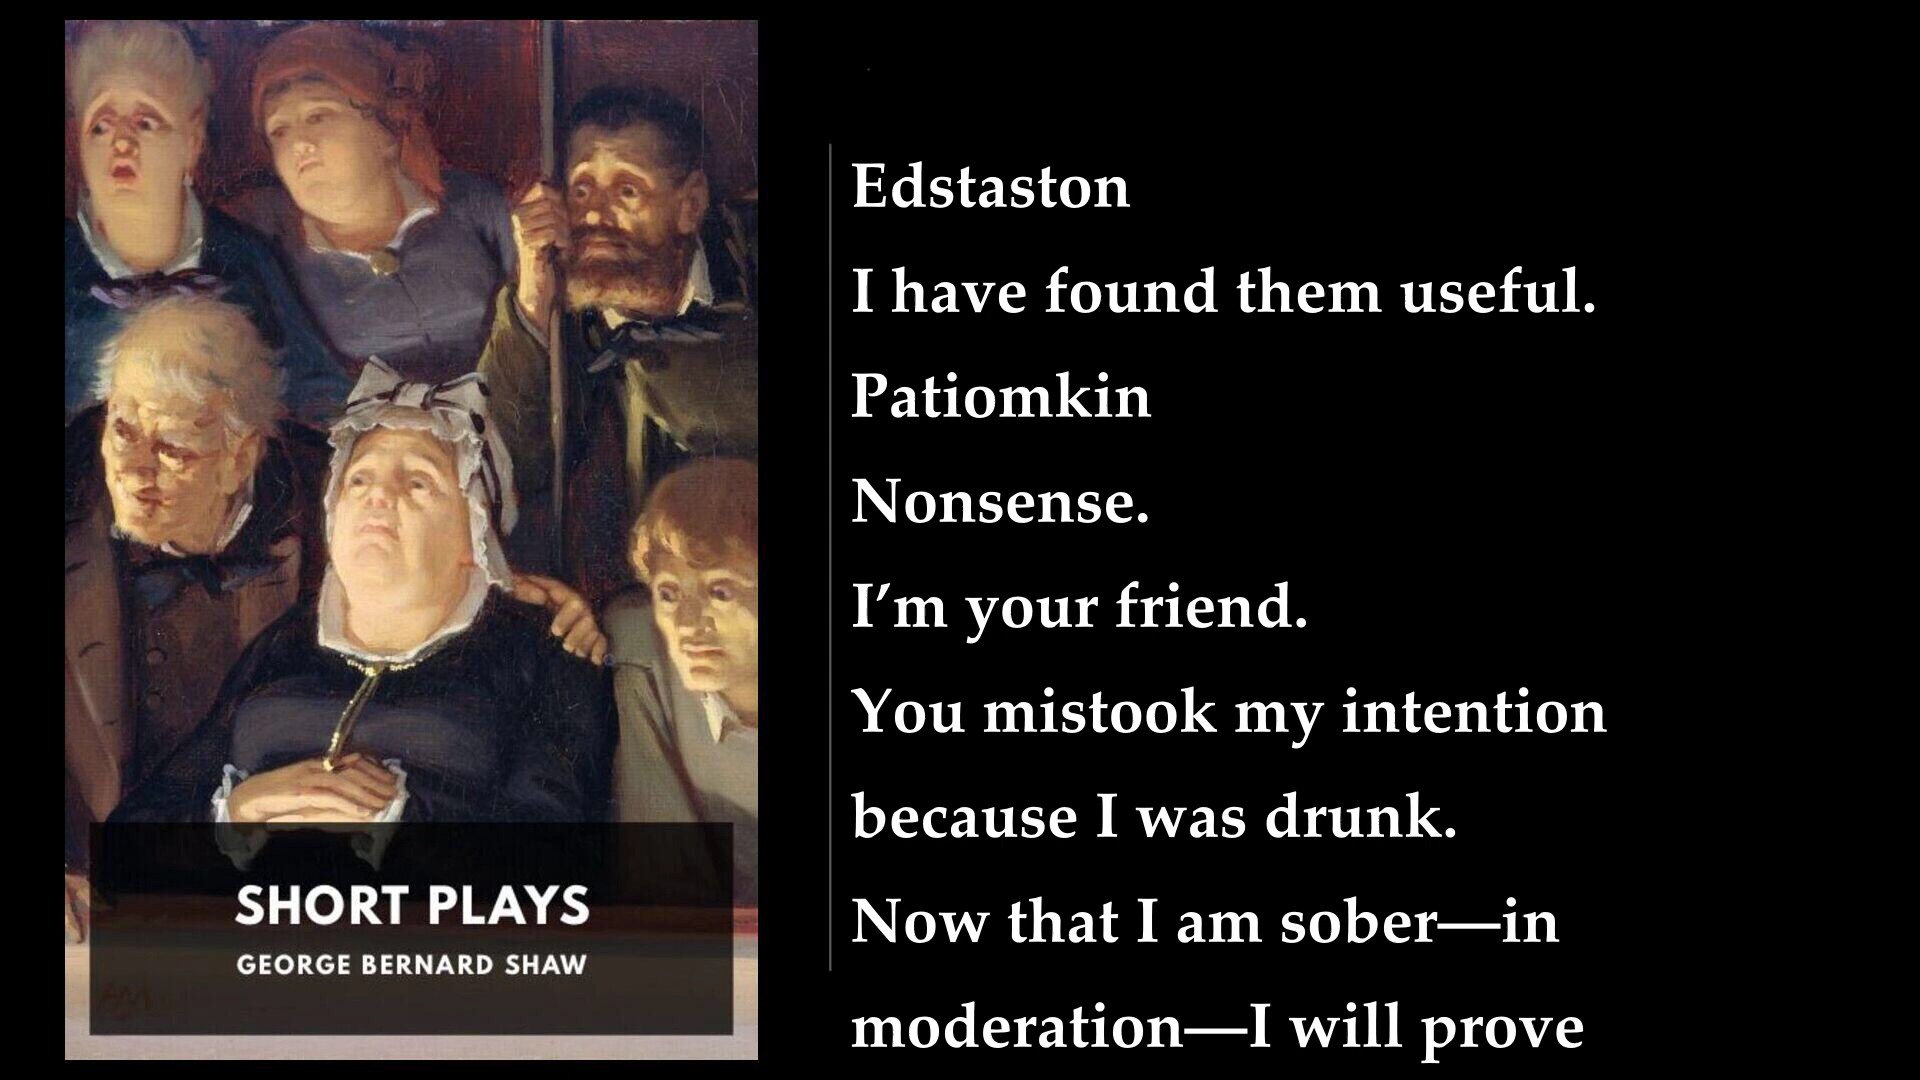 SHORT PLAYS
GEORGE BERNARD SHAW
Edstaston
I have found them useful.
Patiomkin
Nonsense.
I’m your friend.
You mistook my intention
because I was drunk.
Now that I am sober—in
moderation—I will prove